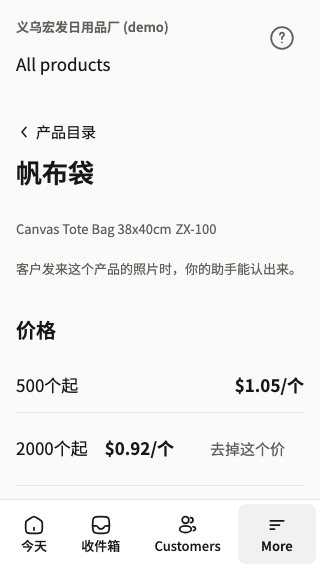 义乌宏发日用品厂 (demo)
All products
产品目录
帆布袋
Canvas Tote Bag 38x40cm ZX-100
客户发来这个产品的照片时，你的助手能认出来。
价格
500个起 $1.05/个
2000个起 $0.92/个 去掉这个价
今天 收件箱 Customers More